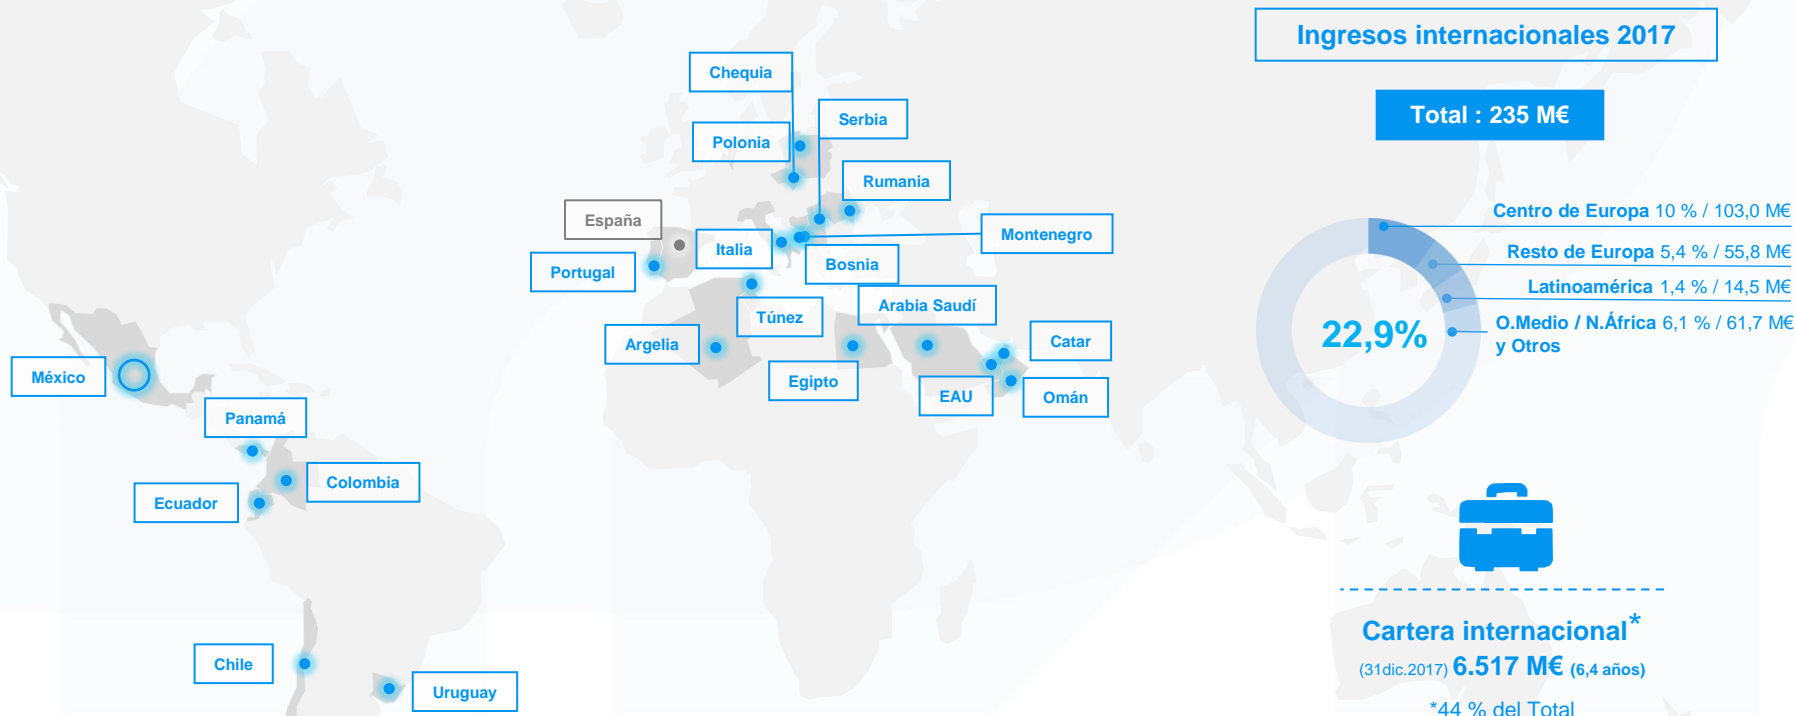 Ingresos internacionales 2017
Total : 235 M€
Chequia
Serbia
Polonia
Rumania
España
Italia
Montenegro
Portugal
Bosnia
Túnez
Arabia Saudí
Argelia
Catar
Egipto
EAU
Omán
México
Panamá
Colombia
Ecuador
Chile
Uruguay
Centro de Europa 10 % / 103,0 M€
Resto de Europa 5,4 % / 55,8 M€
Latinoamérica 1,4 % / 14,5 M€
O.Medio / N.África 6,1 % / 61,7 M€
y Otros
22,9%
Cartera internacional*
(31dic.2017) 6.517 M€ (6,4 años)
*44 % del Total